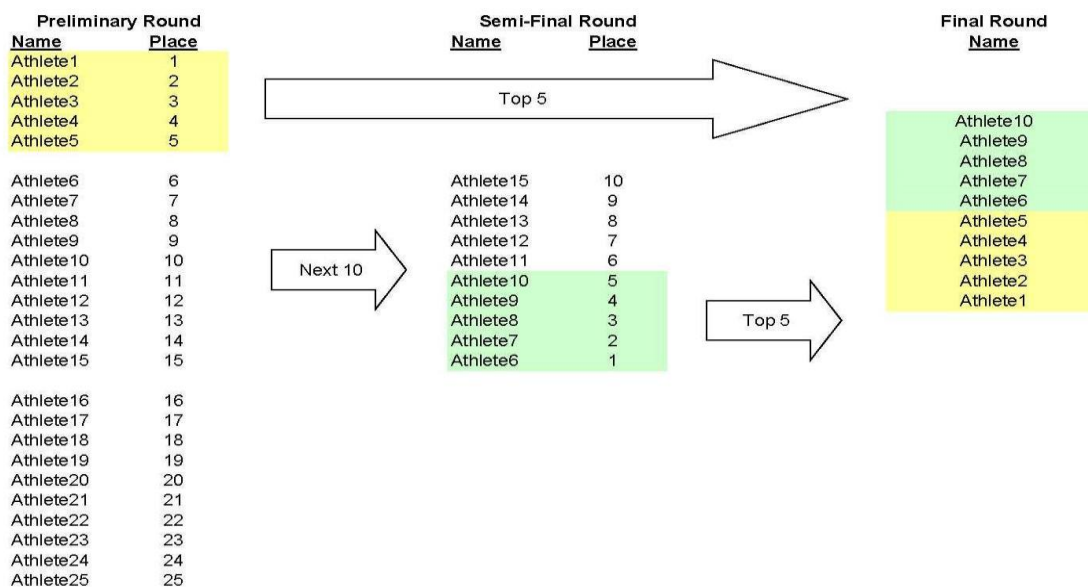 Preliminary Round
Name Place
Athlete1 1
Athlete2 2
Athlete3 3
Athlete4 4
Athlete5 5
Athlete6 6
Athlete7 7
Athlete8 8
Athlete9 9
Athlete10 10
Athlete11 11
Athlete12 12
Athlete13 13
Athlete14 14
Athlete15 15
Athlete16 16
Athlete17 17
Athlete18 18
Athlete19 19
Athlete20 20
Athlete21 21
Athlete22 22
Athlete23 23
Athlete24 24
Athlete25 25
Top 5
Next 10
Semi-Final Round
Name Place
Athlete15 10
Athlete14 9
Athlete13 8
Athlete12 7
Athlete11 6
Athlete10 5
Athlete9 4
Athlete8 3
Athlete7 2
Athlete6 1
Top 5
Final Round
Name
Athlete10
Athlete9
Athlete8
Athlete7
Athlete6
Athlete5
Athlete4
Athlete3
Athlete2
Athlete1